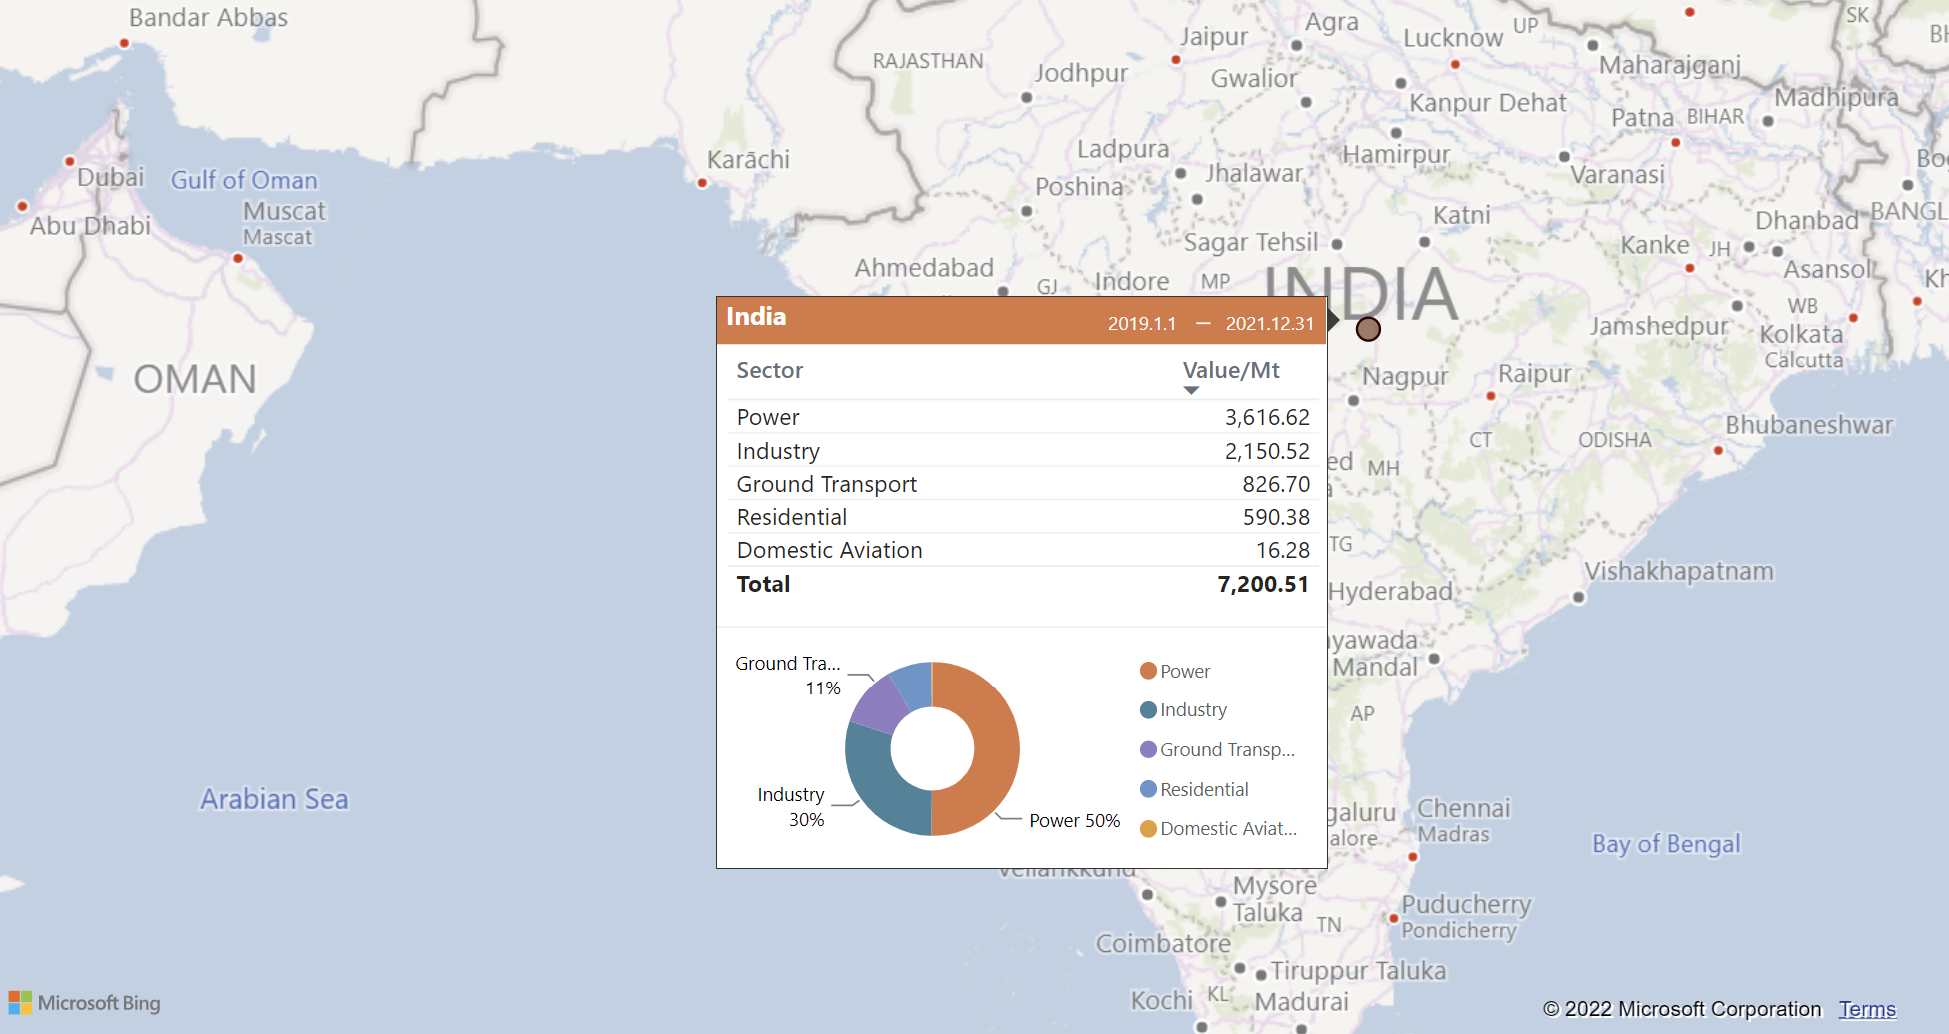 Bandar Abbas
Agra
UP
SK
Jaipur
Lucknow
RAJASTHAN
Jodhpur
Gwalior
Maharajganj
Kanpur Dehat
Madhipura
Patna
BIHAR
Ladpura
Hamirpur
Karāchi
Jhalawar
Varanasi
Dubai
Gulf of Oman
Poshina
Muscat
Mascat
Abu Dhabi
Katni
Dhanbad
Sagar Tehsil
Kanke
JH
Ahmedabad
GJ
Indore
MP
Asansol
INDIA
WB
Jamshedpur
Kolkata
Calcutta
OMAN
Nagpur
Raipur
Bhubaneshwar
CT
ODISHA
MH
TG
Vishakhapatnam
Hyderabad
Mandal
AP
India
2019.1.1 — 2021.12.31
Sector Value/Mt
Power 3,616.62
Industry 2,150.52
Ground Transport 826.70
Residential 590.38
Domestic Aviation 16.28
Total 7,200.51
Ground Tra...
11%
Industry
30%
Power 50%
Power
Industry
Ground Transp...
Residential
Domestic Aviat...
Arabian Sea
Chennai
Madras
Bay of Bengal
Mysore
Taluka
Puducherry
Pondicherry
TN
Coimbatore
Tiruppur Taluka
Kochi
KL
Madurai
Microsoft Bing
© 2022 Microsoft Corporation Terms